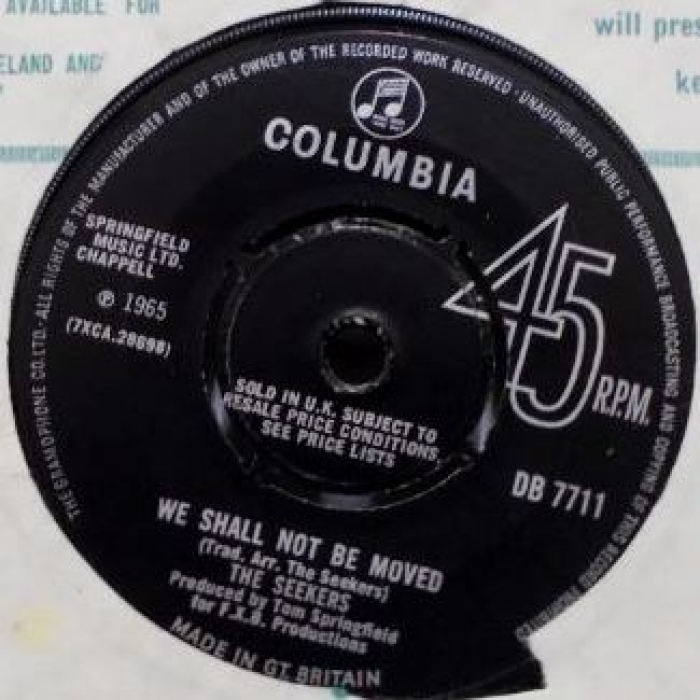 AVAILABLE FOR
ELAND AND
will pres
ke
THE GRAMOPHONE CO. LTD. · ALL RIGHTS OF THE MANUFACTURER AND OF THE OWNER OF THE RECORDED WORK RESERVED · UNAUTHORISED PUBLIC PERFORMANCE BROADCASTING AND COPYING OF THIS RECORD
COLUMBIA
SPRINGFIELD
MUSIC LTD.
CHAPPELL
℗ 1965
(7XCA.28698)
45
R.P.M.
SOLD IN U.K. SUBJECT TO
RESALE PRICE CONDITIONS,
SEE PRICE LISTS
DB 7711
WE SHALL NOT BE MOVED
(Trad. Arr. The Seekers)
THE SEEKERS
Produced by Tom Springfield
for F.X.B. Productions
MADE IN GT. BRITAIN